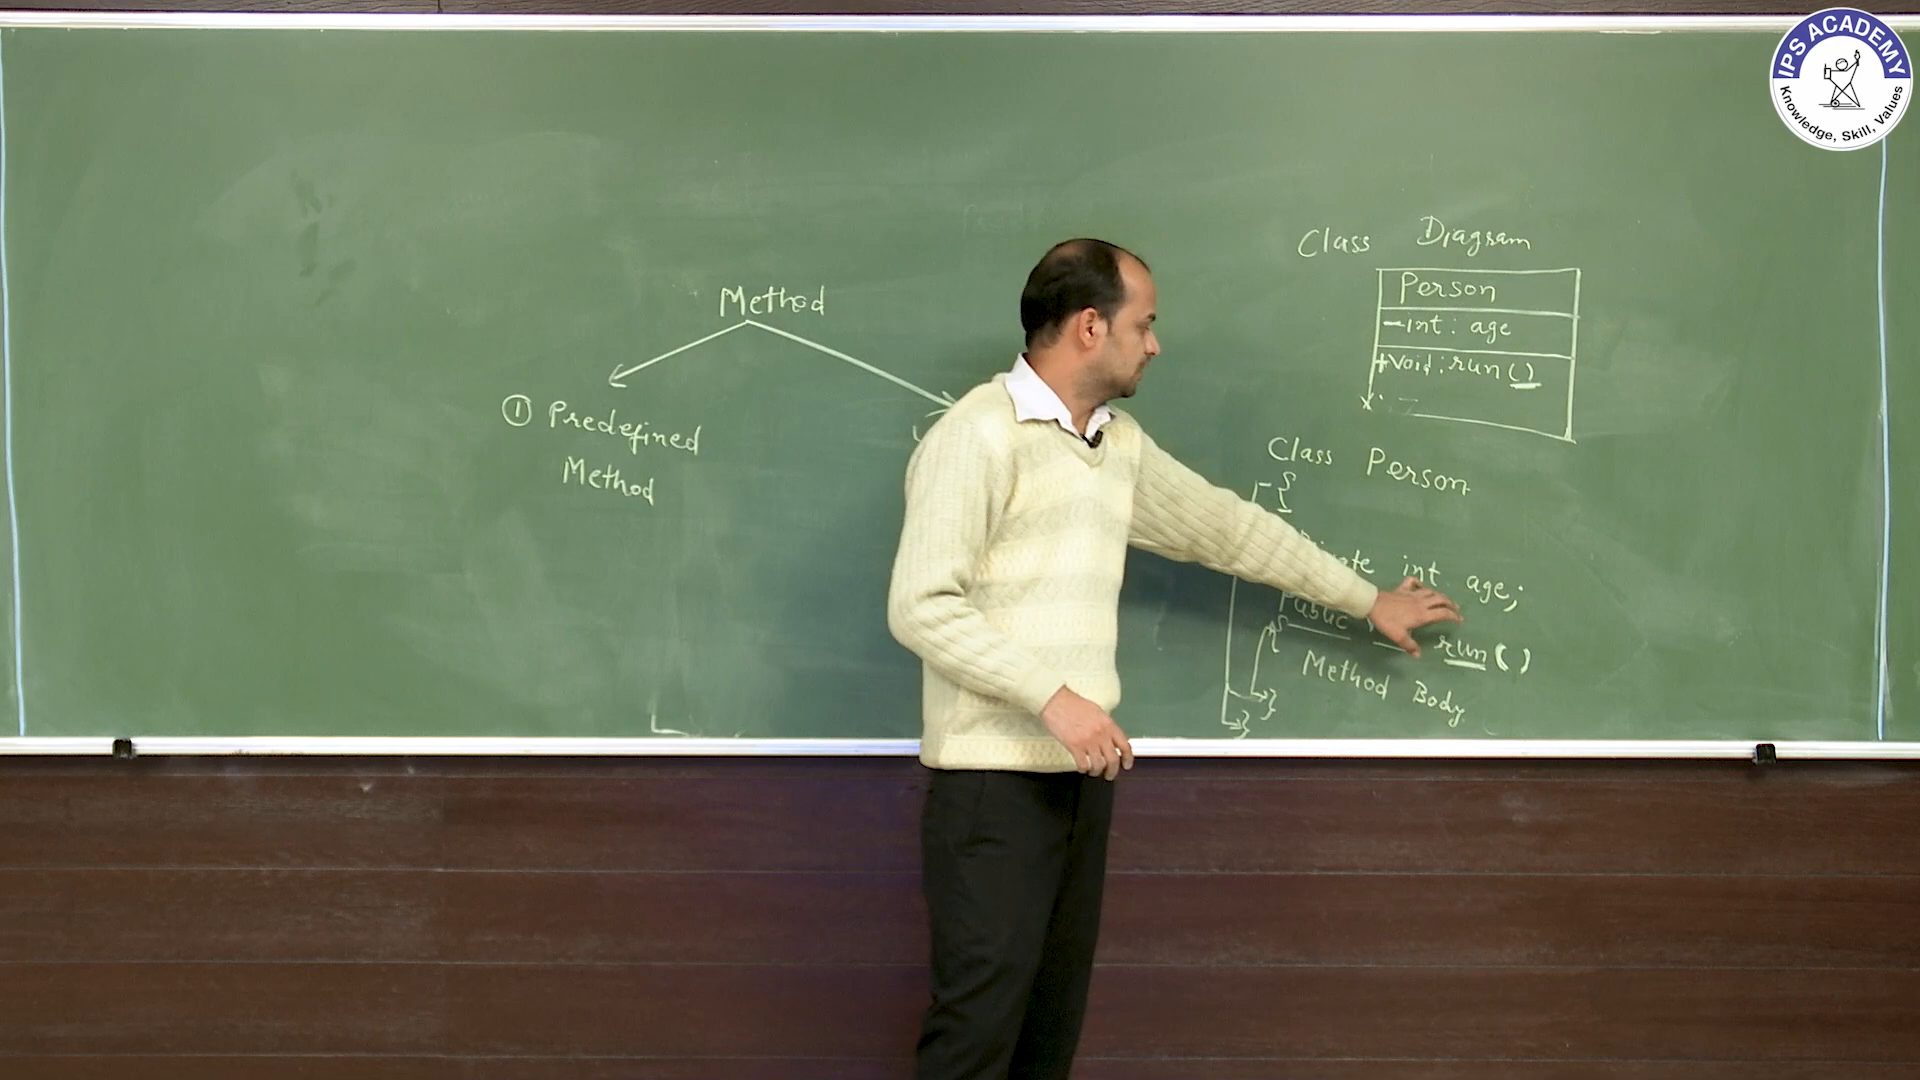 IPS ACADEMY
Knowledge, Skill, Values
Method
① Predefined
Method
Class Diagram
Person
-int: age
+void: run()
Class Person
{
int age;
Public run()
{
Method Body
}
}